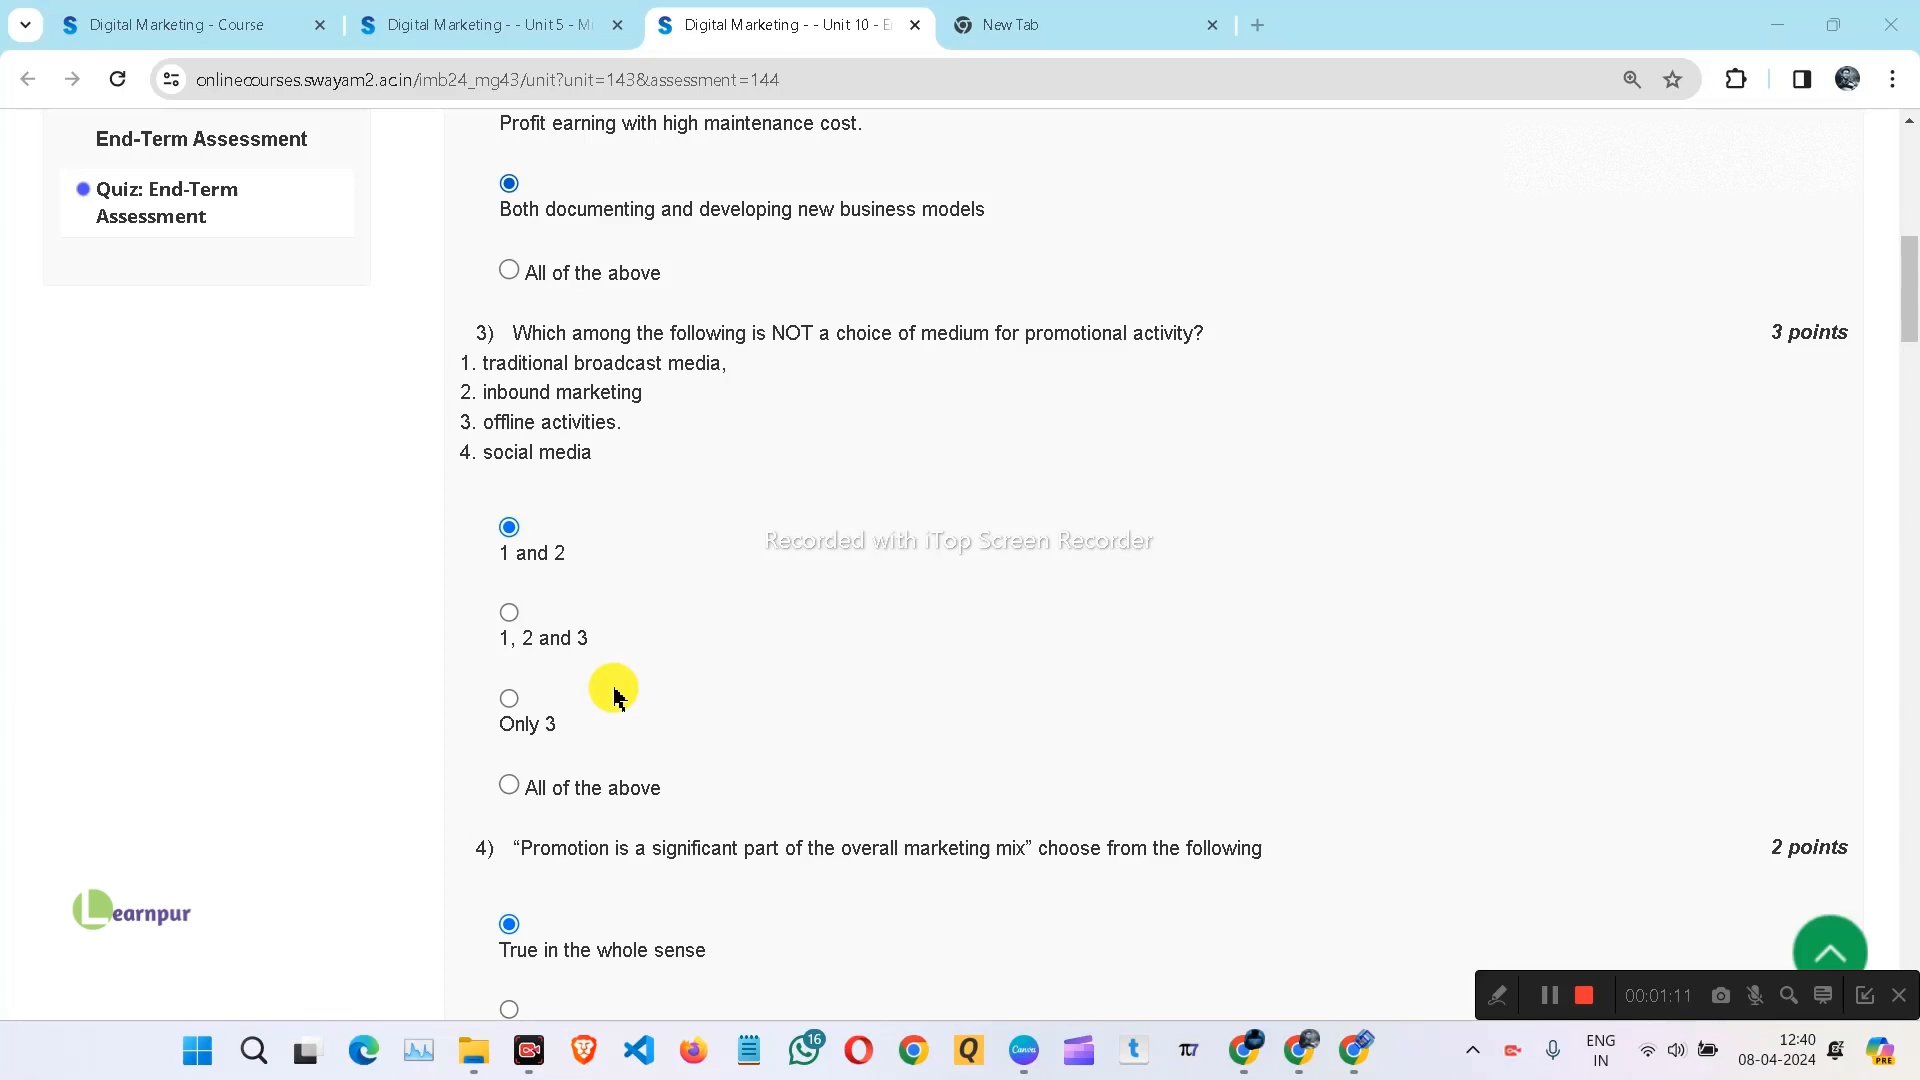 Digital Marketing - Course
Digital Marketing - - Unit 5 - Mi
Digital Marketing - - Unit 10 - E
New Tab
onlinecourses.swayam2.ac.in/imb24_mg43/unit?unit=143&assessment=144
End-Term Assessment
Quiz: End-Term
Assessment
Profit earning with high maintenance cost.
Both documenting and developing new business models
All of the above
3) Which among the following is NOT a choice of medium for promotional activity? 3 points
1. traditional broadcast media,
2. inbound marketing
3. offline activities.
4. social media
Recorded with iTop Screen Recorder
1 and 2
1, 2 and 3
Only 3
All of the above
4) “Promotion is a significant part of the overall marketing mix” choose from the following 2 points
True in the whole sense
Learnpur
00:01:11
16
Canva
ENG
IN
12:40
08-04-2024
PRE